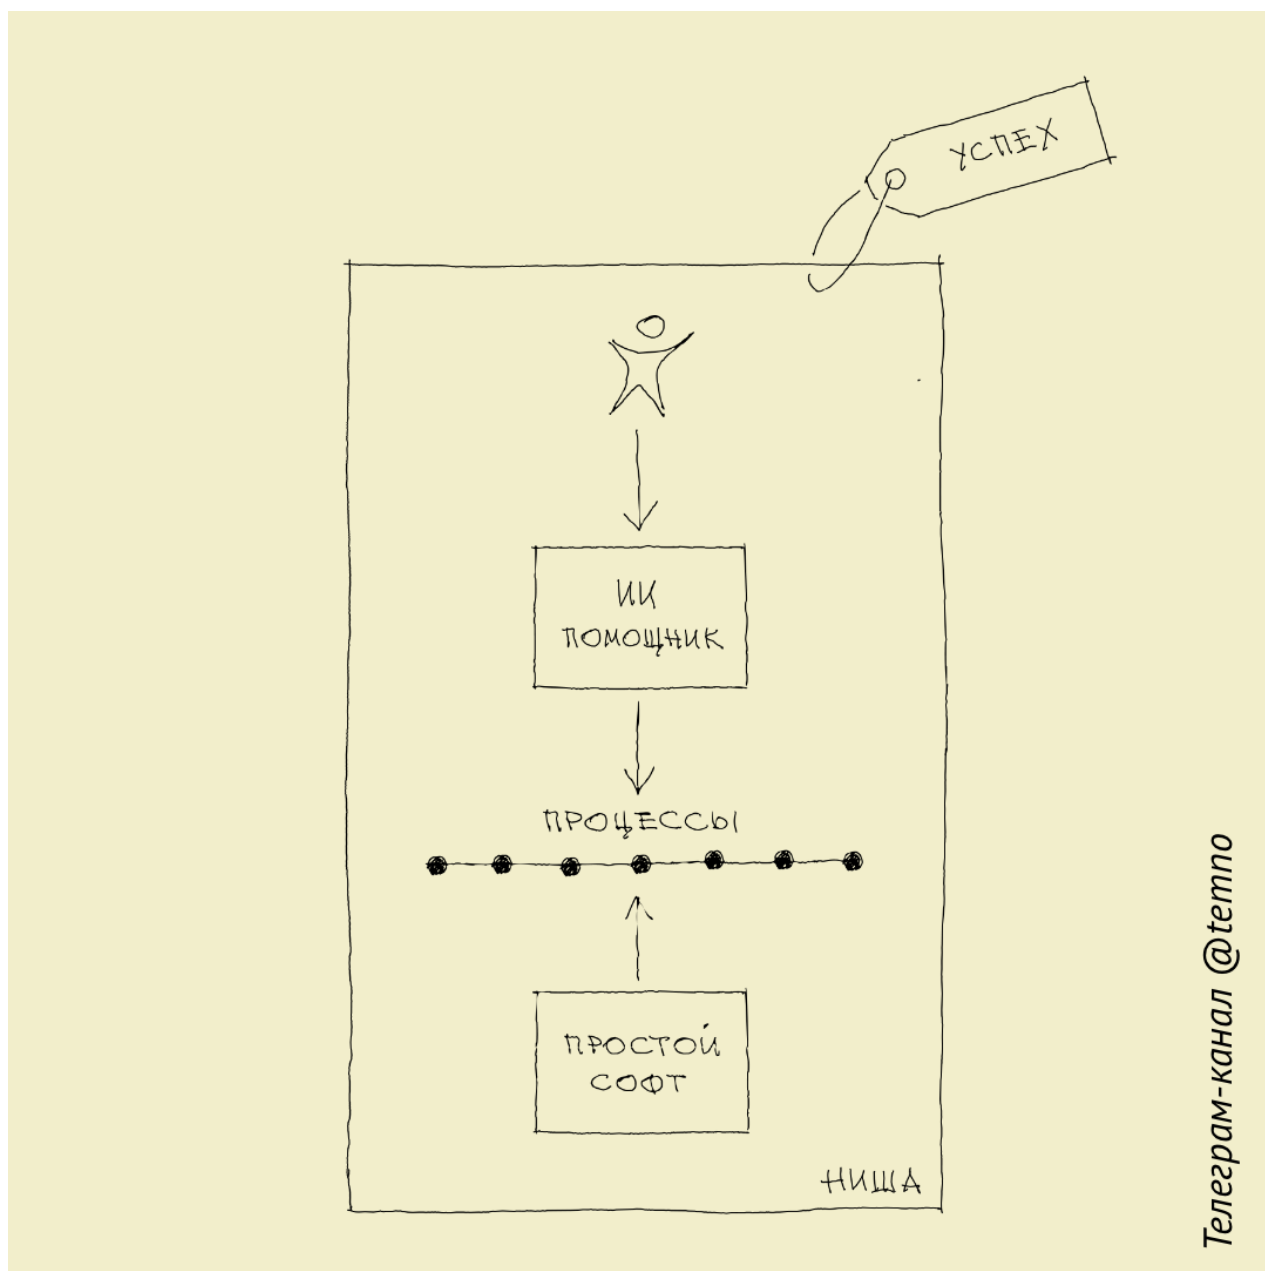 УСПЕХ
ИИ
ПОМОЩНИК
ПРОЦЕССЫ
ПРОСТОЙ
СОФТ
НИША
Телеграм-канал @temno